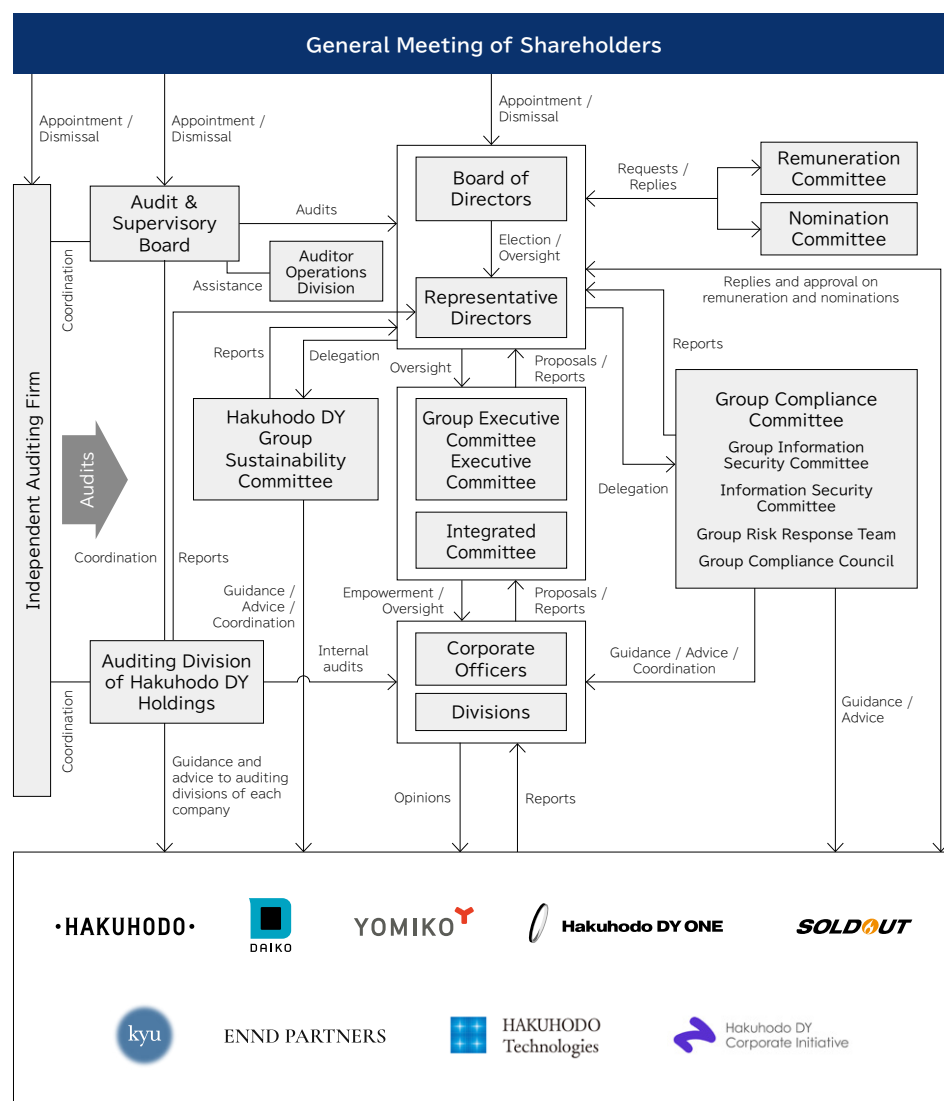 General Meeting of Shareholders
Appointment /
Dismissal
Appointment /
Dismissal
Appointment /
Dismissal
Independent Auditing Firm
Audit &
Supervisory
Board
Audits
Board of
Directors
Requests /
Replies
Remuneration
Committee
Nomination
Committee
Coordination
Assistance
Auditor
Operations
Division
Election /
Oversight
Representative
Directors
Replies and approval on
remuneration and nominations
Reports
Delegation
Oversight
Proposals /
Reports
Reports
Audits
Hakuhodo DY
Group
Sustainability
Committee
Group Executive
Committee
Executive
Committee
Integrated
Committee
Delegation
Group Compliance
Committee
Group Information
Security Committee
Information Security
Committee
Group Risk Response Team
Group Compliance Council
Coordination
Reports
Guidance /
Advice /
Coordination
Empowerment /
Oversight
Proposals /
Reports
Auditing Division
of Hakuhodo DY
Holdings
Internal
audits
Corporate
Officers
Divisions
Guidance / Advice /
Coordination
Guidance /
Advice
Coordination
Guidance and
advice to auditing
divisions of each
company
Opinions
Reports
·HAKUHODO·
DAIKO
YOMIKO
Hakuhodo DY ONE
SOLDOUT
kyu
ENND PARTNERS
HAKUHODO
Technologies
Hakuhodo DY
Corporate Initiative